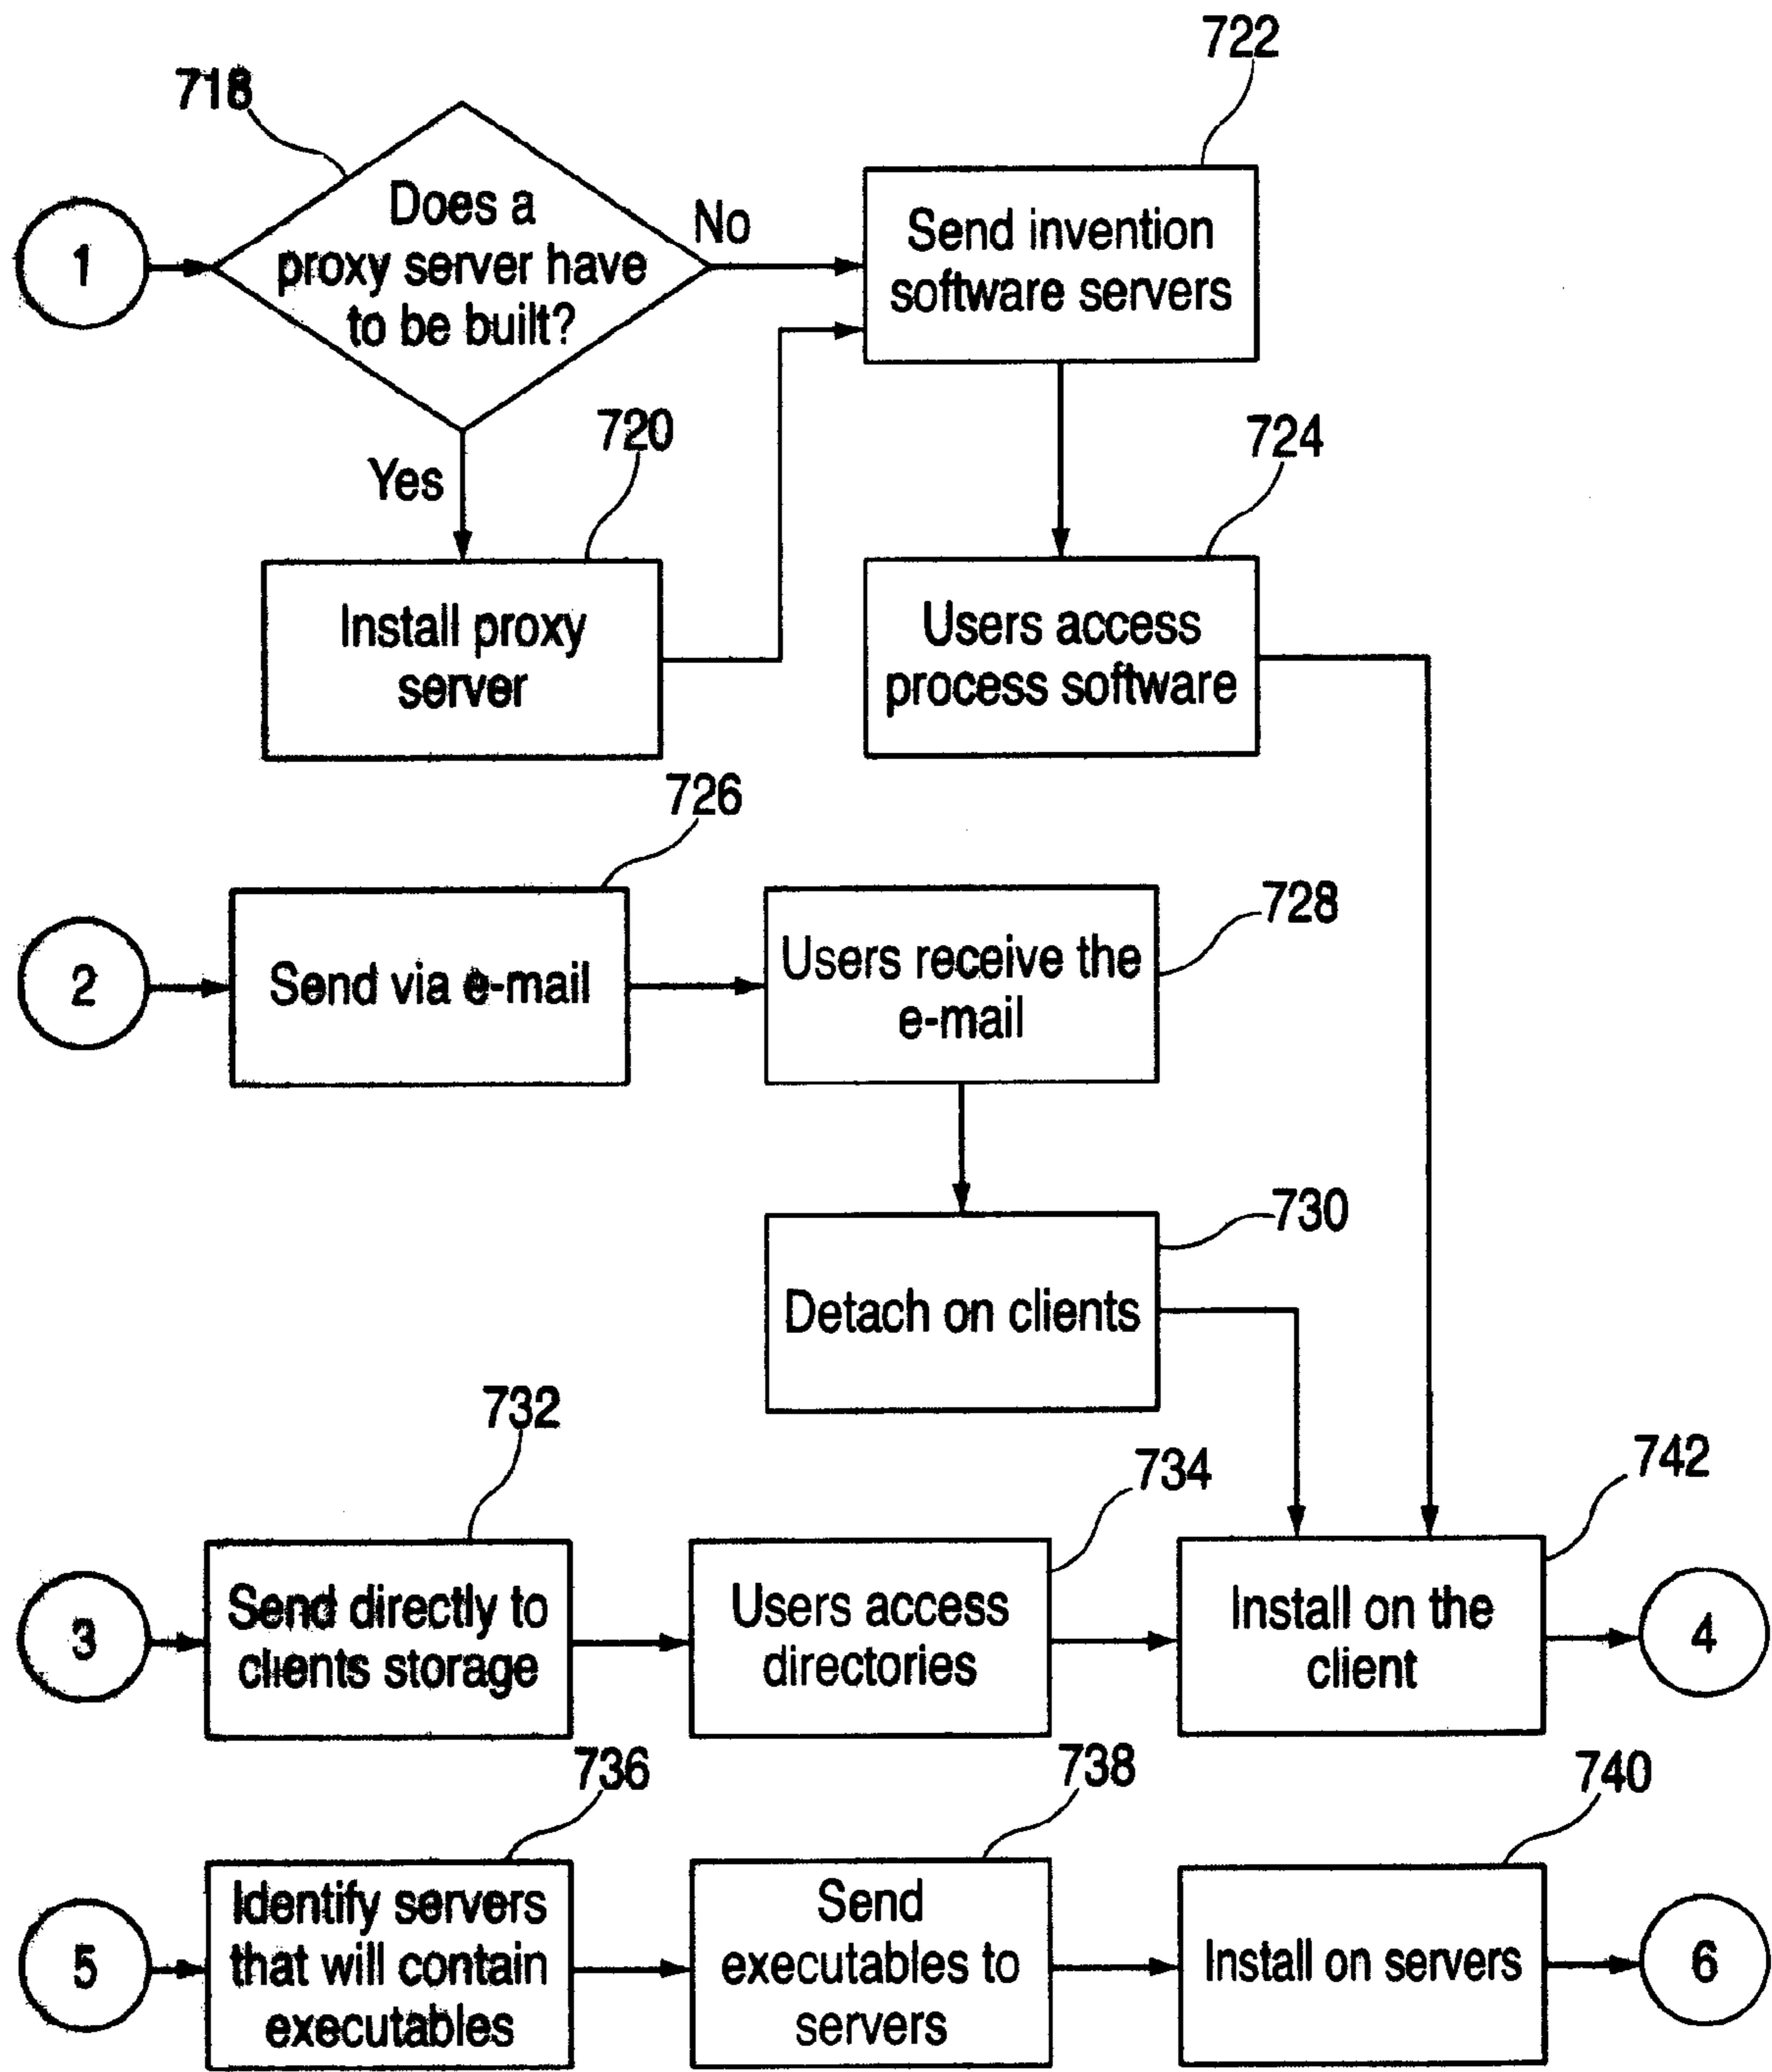 722
718
Does a
proxy server have
to be built?
No
1
Send invention
software servers
720
Yes
724
Install proxy
server
Users access
process software
726
728
2
Send via e-mail
Users receive the
e-mail
730
Detach on clients
732
734
742
3
Send directly to
clients storage
Users access
directories
Install on the
client
4
736
738
740
5
Identify servers
that will contain
executables
Send
executables to
servers
Install on servers
6